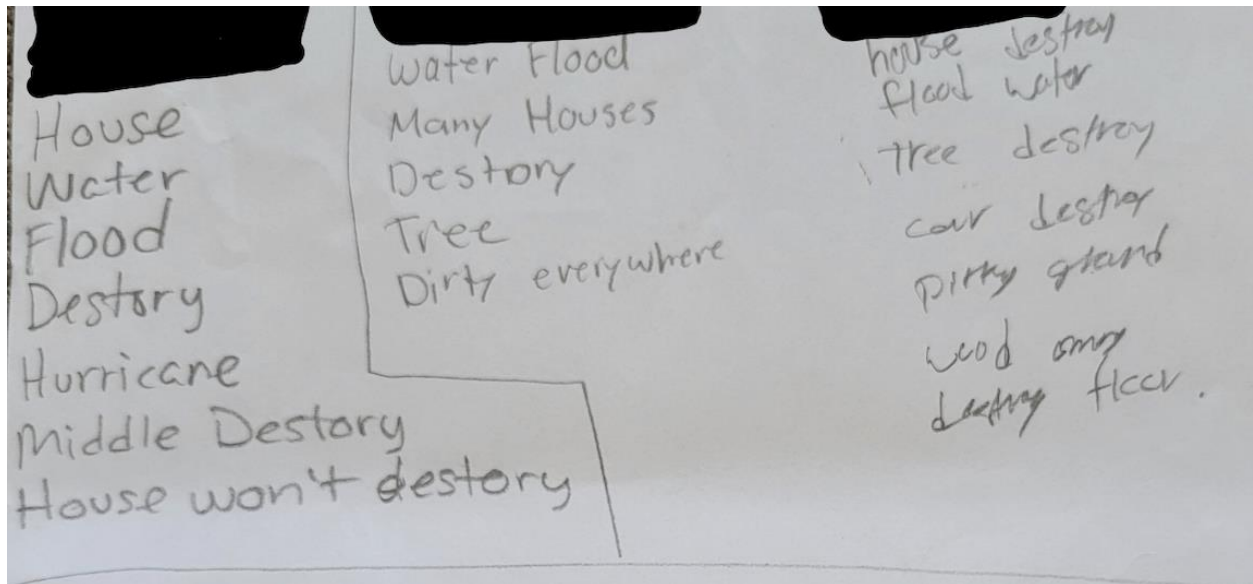 House
Water
Flood
Destory
Hurricane
Middle Destory
House won't destory
Water Flood
Many Houses
Destory
Tree
Dirty everywhere
house destroy
flood water
tree destroy
car destroy
Dirty
wood
destroy floor.